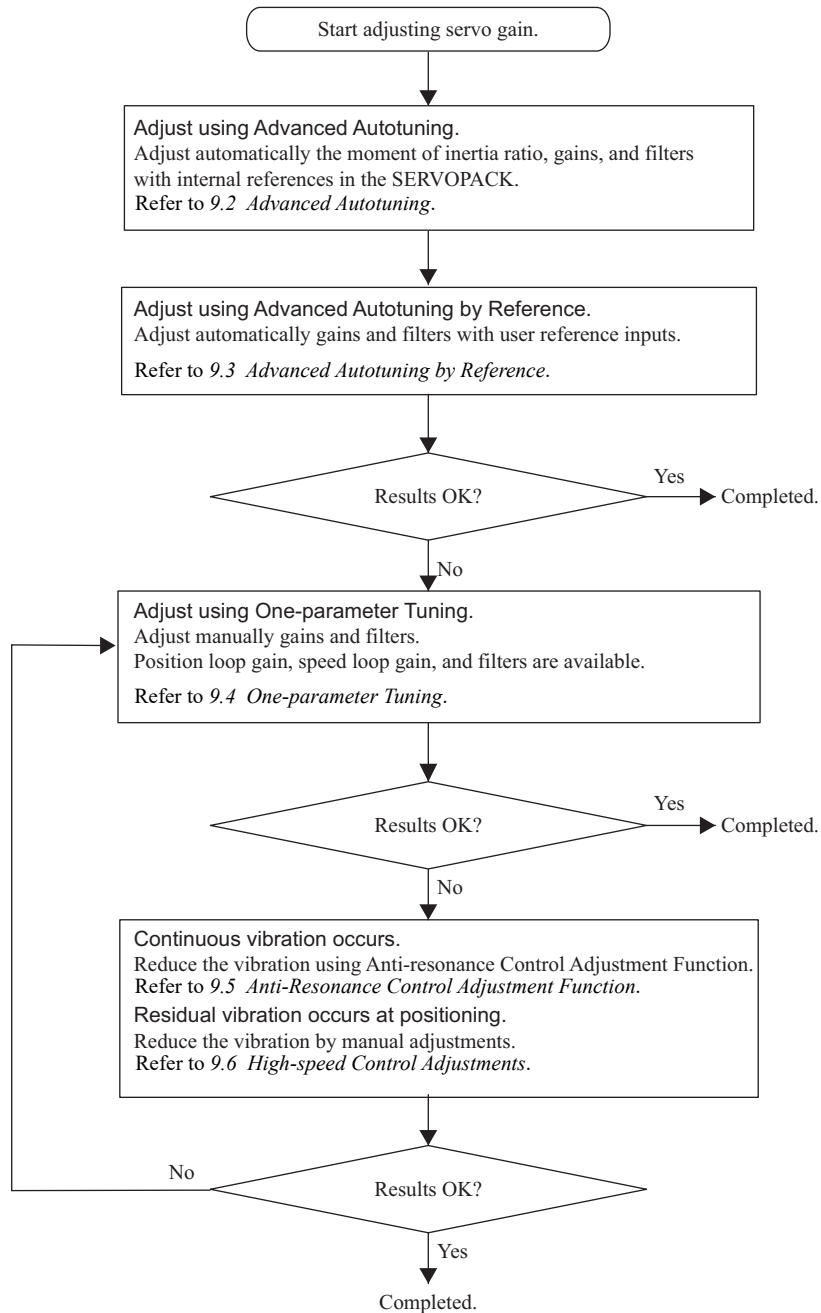 Start adjusting servo gain.
Adjust using Advanced Autotuning.
Adjust automatically the moment of inertia ratio, gains, and filters
with internal references in the SERVOPACK.
Refer to 9.2 Advanced Autotuning.
Adjust using Advanced Autotuning by Reference.
Adjust automatically gains and filters with user reference inputs.
Refer to 9.3 Advanced Autotuning by Reference.
Results OK?
Yes
Completed.
No
Adjust using One-parameter Tuning.
Adjust manually gains and filters.
Position loop gain, speed loop gain, and filters are available.
Refer to 9.4 One-parameter Tuning.
Results OK?
Yes
Completed.
No
Continuous vibration occurs.
Reduce the vibration using Anti-resonance Control Adjustment Function.
Refer to 9.5 Anti-Resonance Control Adjustment Function.
Residual vibration occurs at positioning.
Reduce the vibration by manual adjustments.
Refer to 9.6 High-speed Control Adjustments.
No
Results OK?
Yes
Completed.